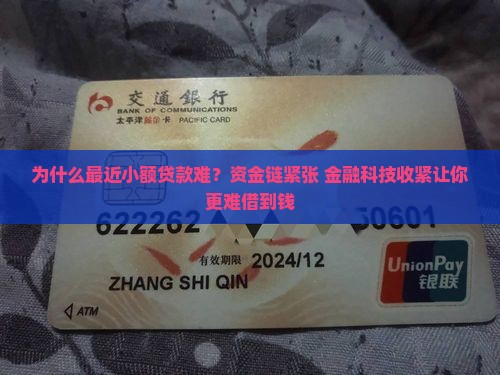 交通銀行
BANK OF COMMUNICATIONS
太平洋 卡 PACIFIC CARD
为什么最近小额贷款难？资金链紧张 金融科技收紧让你
更难借到钱
622262 0601
有效期限 2024/12
ZHANG SHI QIN
ATM
UnionPay
银联